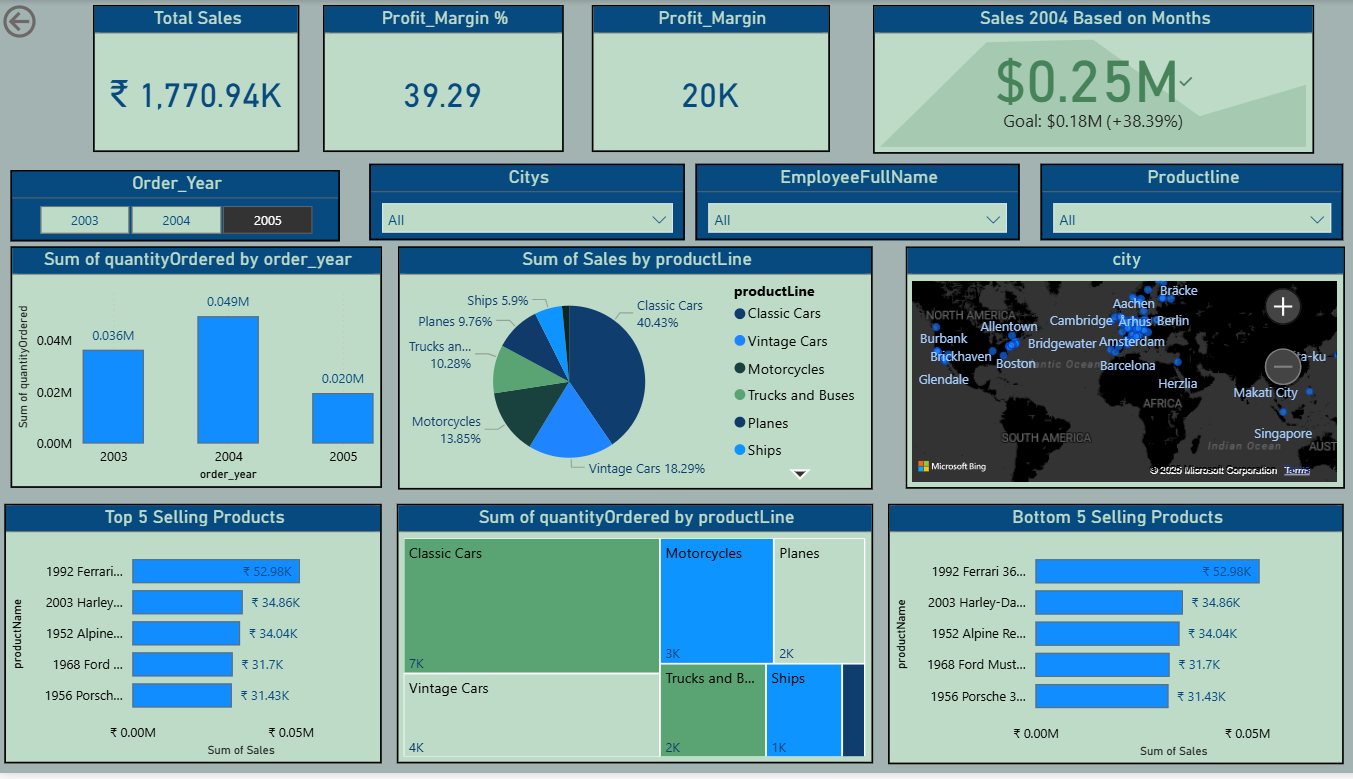 Total Sales
₹ 1,770.94K
Profit_Margin %
39.29
Profit_Margin
20K
Sales 2004 Based on Months
$0.25M
Goal: $0.18M (+38.39%)
Order_Year
2003
2004
2005
Citys
All
EmployeeFullName
All
Productline
All
Sum of quantityOrdered by order_year
Sum of quantityOrdered
0.04M
0.02M
0.00M
0.036M
0.049M
0.020M
2003
2004
2005
order_year
Sum of Sales by productLine
Ships 5.9%
Planes 9.76%
Trucks an...
10.28%
Motorcycles
13.85%
Vintage Cars 18.29%
Classic Cars
40.43%
productLine
Classic Cars
Vintage Cars
Motorcycles
Trucks and Buses
Planes
Ships
city
Bräcke
Aachen
NORTH AMERICA
Allentown
Cambridge
Århus
Berlin
Burbank
Bridgewater
Amsterdam
Brickhaven
Boston
Atlantic Ocean
Barcelona
ita-ku
Glendale
Herzlia
Makati City
AFRICA
SOUTH AMERICA
Singapore
Indian Ocean
AUST
Microsoft Bing
© 2025 Microsoft Corporation
Terms
Top 5 Selling Products
productName
1992 Ferrari...
₹ 52.98K
2003 Harley...
₹ 34.86K
1952 Alpine...
₹ 34.04K
1968 Ford ...
₹ 31.7K
1956 Porsch...
₹ 31.43K
₹ 0.00M
₹ 0.05M
Sum of Sales
Sum of quantityOrdered by productLine
Classic Cars
7K
Vintage Cars
4K
Motorcycles
3K
Planes
2K
Trucks and B...
2K
Ships
1K
Bottom 5 Selling Products
productName
1992 Ferrari 36...
₹ 52.98K
2003 Harley-Da...
₹ 34.86K
1952 Alpine Re...
₹ 34.04K
1968 Ford Must...
₹ 31.7K
1956 Porsche 3...
₹ 31.43K
₹ 0.00M
₹ 0.05M
Sum of Sales